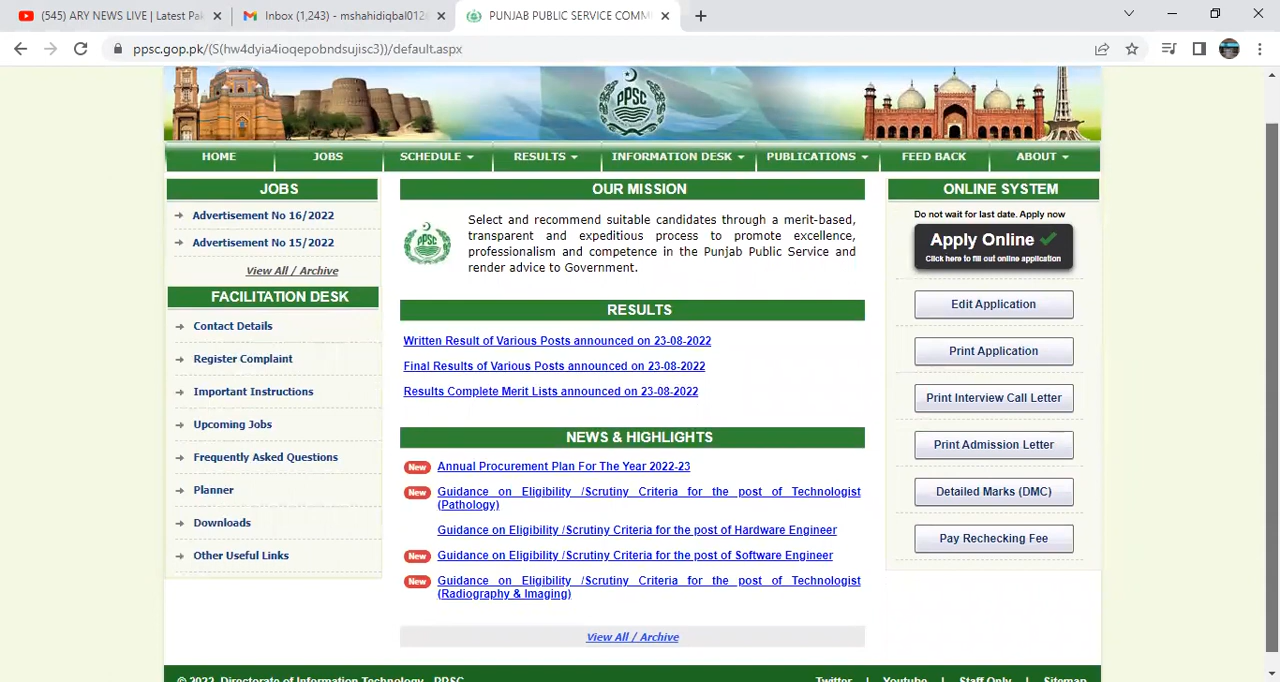 (545) ARY NEWS LIVE | Latest Pak
Inbox (1,243) - mshahidiqbal012
PUNJAB PUBLIC SERVICE COMM
ppsc.gop.pk/(S(hw4dyia4ioqepobndsujisc3))/default.aspx
PPSC
HOME JOBS SCHEDULE RESULTS INFORMATION DESK PUBLICATIONS FEED BACK ABOUT
JOBS
Advertisement No 16/2022
Advertisement No 15/2022
View All / Archive
FACILITATION DESK
Contact Details
Register Complaint
Important Instructions
Upcoming Jobs
Frequently Asked Questions
Planner
Downloads
Other Useful Links
OUR MISSION
PPSC
Select and recommend suitable candidates through a merit-based,
transparent and expeditious process to promote excellence,
professionalism and competence in the Punjab Public Service and
render advice to Government.
RESULTS
Written Result of Various Posts announced on 23-08-2022
Final Results of Various Posts announced on 23-08-2022
Results Complete Merit Lists announced on 23-08-2022
NEWS & HIGHLIGHTS
New Annual Procurement Plan For The Year 2022-23
New Guidance on Eligibility /Scrutiny Criteria for the post of Technologist
(Pathology)
Guidance on Eligibility /Scrutiny Criteria for the post of Hardware Engineer
New Guidance on Eligibility /Scrutiny Criteria for the post of Software Engineer
New Guidance on Eligibility /Scrutiny Criteria for the post of Technologist
(Radiography & Imaging)
View All / Archive
ONLINE SYSTEM
Do not wait for last date. Apply now
Apply Online
Click here to fill out online application
Edit Application
Print Application
Print Interview Call Letter
Print Admission Letter
Detailed Marks (DMC)
Pay Rechecking Fee
© 2022, Directorate of Information Technology, PPSC
Twitter | Youtube | Staff Only | Sitemap